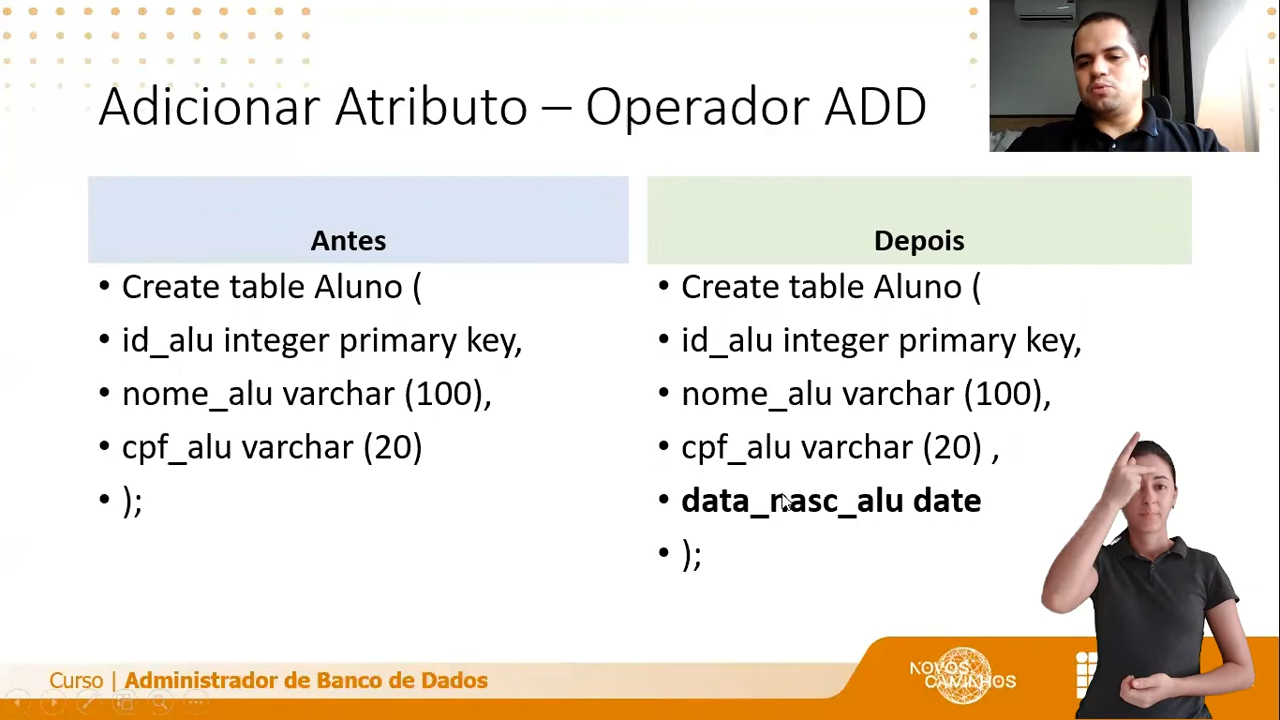 Adicionar Atributo – Operador ADD
Antes
• Create table Aluno (
• id_alu integer primary key,
• nome_alu varchar (100),
• cpf_alu varchar (20)
• );
Depois
• Create table Aluno (
• id_alu integer primary key,
• nome_alu varchar (100),
• cpf_alu varchar (20) ,
• data_nasc_alu date
• );
Curso | Administrador de Banco de Dados
NOVOS
CAMINHOS